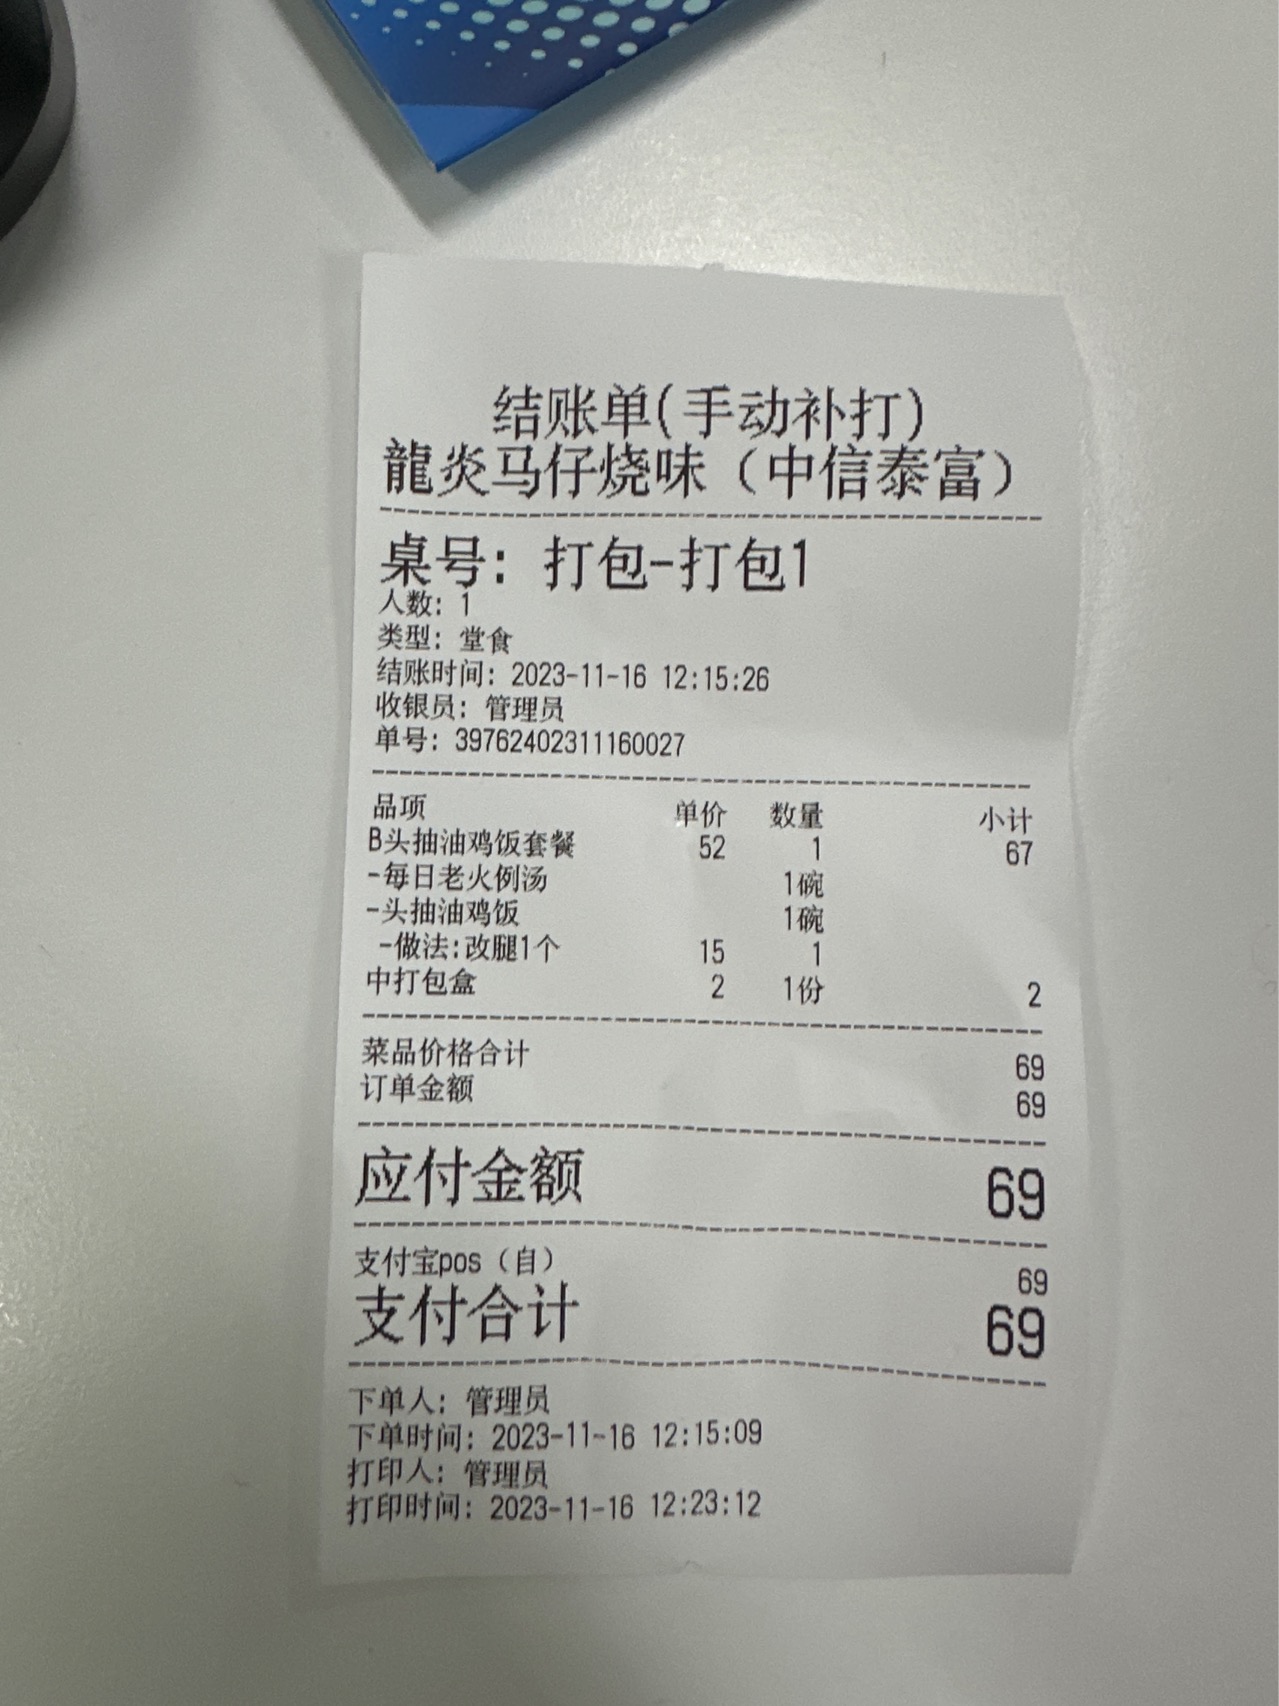 结账单(手动补打)
龍炎马仔烧味（中信泰富）
桌号: 打包-打包1
人数: 1
类型: 堂食
结账时间: 2023-11-16 12:15:26
收银员: 管理员
单号: 39762402311160027
品项 单价 数量 小计
B头抽油鸡饭套餐 52 1 67
-每日老火例汤 1碗
-头抽油鸡饭 1碗
-做法:改腿1个 15 1
中打包盒 2 1份 2
菜品价格合计 69
订单金额 69
应付金额 69
支付宝pos（自） 69
支付合计 69
下单人: 管理员
下单时间: 2023-11-16 12:15:09
打印人: 管理员
打印时间: 2023-11-16 12:23:12